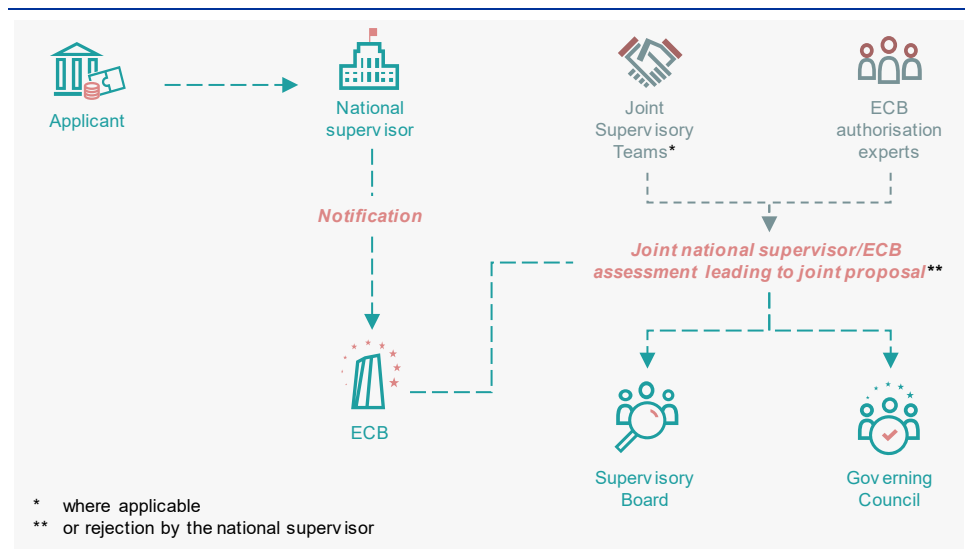 Applicant
National
supervisor
Joint
Supervisory
Teams*
ECB
authorisation
experts
Notification
Joint national supervisor/ECB
assessment leading to joint proposal**
ECB
Supervisory
Board
Governing
Council
* where applicable
** or rejection by the national supervisor